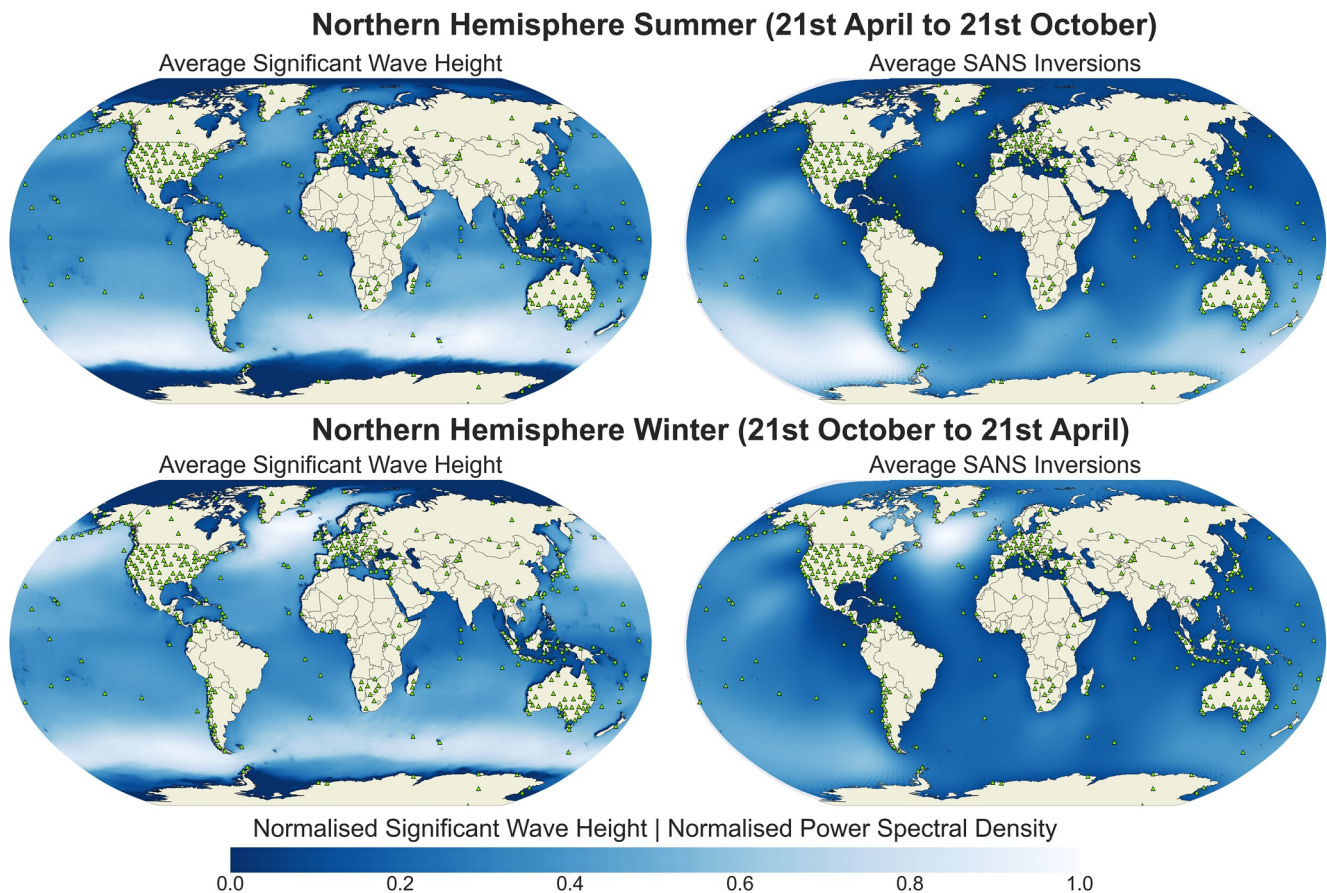 Northern Hemisphere Summer (21st April to 21st October)
Average Significant Wave Height
Average SANS Inversions
Northern Hemisphere Winter (21st October to 21st April)
Average Significant Wave Height
Average SANS Inversions
Normalised Significant Wave Height | Normalised Power Spectral Density
0.0 0.2 0.4 0.6 0.8 1.0